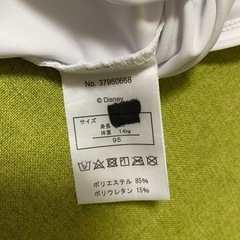 No. 37950668
© Disney
サイズ
身長
体重 14kg
95
ポリエステル 85%
ポリウレタン 15%